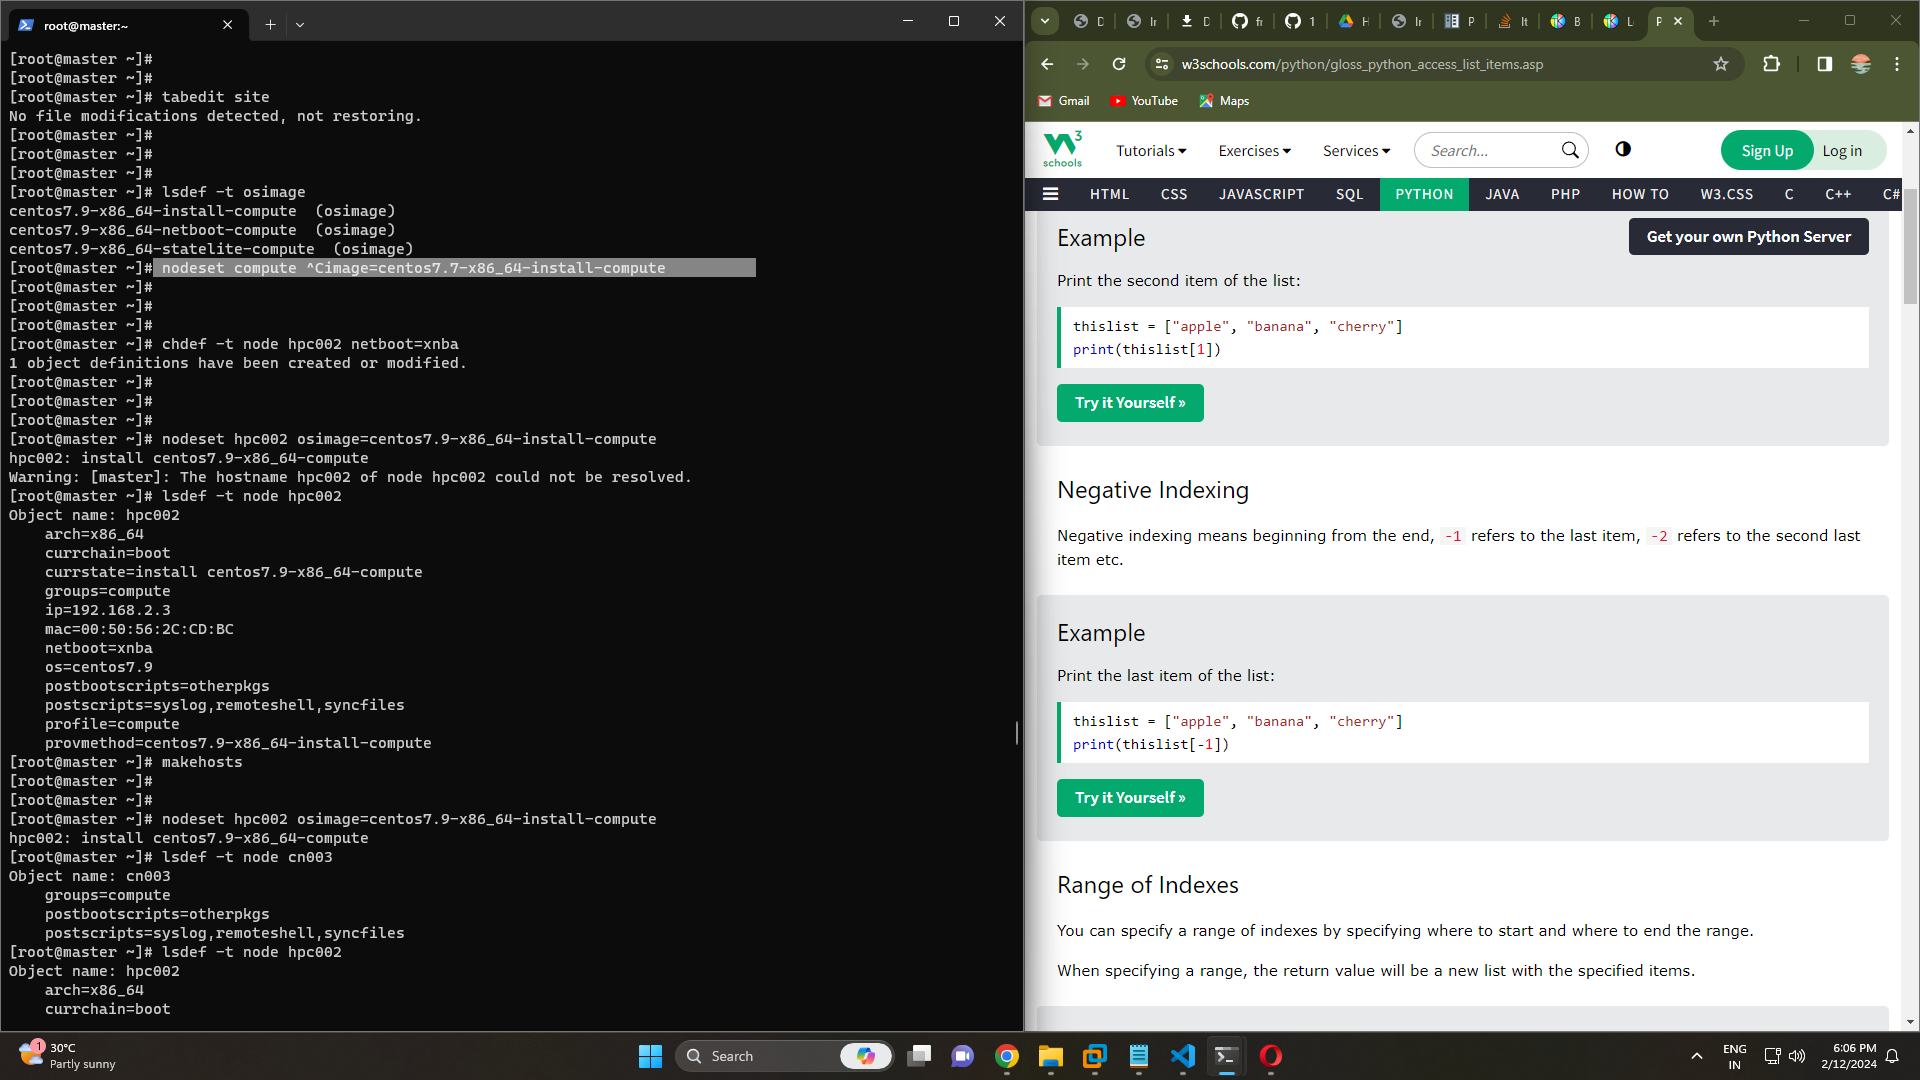 root@master:~
[root@master ~]#
[root@master ~]#
[root@master ~]# tabedit site
No file modifications detected, not restoring.
[root@master ~]#
[root@master ~]#
[root@master ~]#
[root@master ~]# lsdef -t osimage
centos7.9-x86_64-install-compute  (osimage)
centos7.9-x86_64-netboot-compute  (osimage)
centos7.9-x86_64-statelite-compute  (osimage)
[root@master ~]# nodeset compute ^Cimage=centos7.7-x86_64-install-compute
[root@master ~]#
[root@master ~]#
[root@master ~]#
[root@master ~]# chdef -t node hpc002 netboot=xnba
1 object definitions have been created or modified.
[root@master ~]#
[root@master ~]#
[root@master ~]#
[root@master ~]# nodeset hpc002 osimage=centos7.9-x86_64-install-compute
hpc002: install centos7.9-x86_64-compute
Warning: [master]: The hostname hpc002 of node hpc002 could not be resolved.
[root@master ~]# lsdef -t node hpc002
Object name: hpc002
    arch=x86_64
    currchain=boot
    currstate=install centos7.9-x86_64-compute
    groups=compute
    ip=192.168.2.3
    mac=00:50:56:2C:CD:BC
    netboot=xnba
    os=centos7.9
    postbootscripts=otherpkgs
    postscripts=syslog,remoteshell,syncfiles
    profile=compute
    provmethod=centos7.9-x86_64-install-compute
[root@master ~]# makehosts
[root@master ~]#
[root@master ~]#
[root@master ~]# nodeset hpc002 osimage=centos7.9-x86_64-install-compute
hpc002: install centos7.9-x86_64-compute
[root@master ~]# lsdef -t node cn003
Object name: cn003
    groups=compute
    postbootscripts=otherpkgs
    postscripts=syslog,remoteshell,syncfiles
[root@master ~]# lsdef -t node hpc002
Object name: hpc002
    arch=x86_64
    currchain=boot
w3schools.com/python/gloss_python_access_list_items.asp
Gmail YouTube Maps
W3 schools Tutorials Exercises Services Search... Sign Up Log in
HTML CSS JAVASCRIPT SQL PYTHON JAVA PHP HOW TO W3.CSS C C++ C#
Example
Get your own Python Server
Print the second item of the list:
thislist = ["apple", "banana", "cherry"]
print(thislist[1])
Try it Yourself »
Negative Indexing
Negative indexing means beginning from the end, -1 refers to the last item, -2 refers to the second last
item etc.
Example
Print the last item of the list:
thislist = ["apple", "banana", "cherry"]
print(thislist[-1])
Try it Yourself »
Range of Indexes
You can specify a range of indexes by specifying where to start and where to end the range.
When specifying a range, the return value will be a new list with the specified items.
1
30°C
Partly sunny
Search
ENG
IN
6:06 PM
2/12/2024